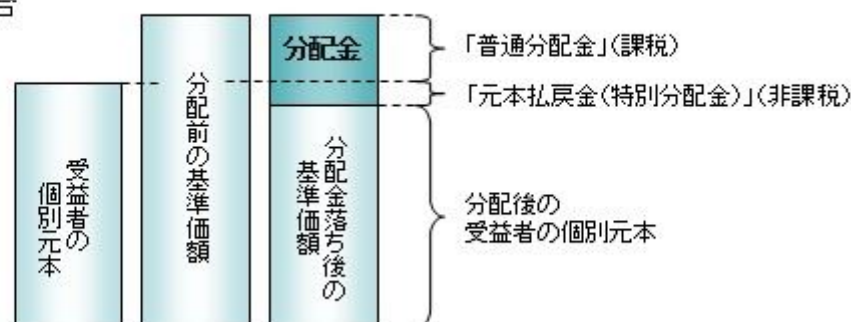 合
受益者の
個別元本
分配前の基準価額
分配金
分配金落ち後の
基準価額
「普通分配金」(課税)
「元本払戻金(特別分配金)」(非課税)
分配後の
受益者の個別元本